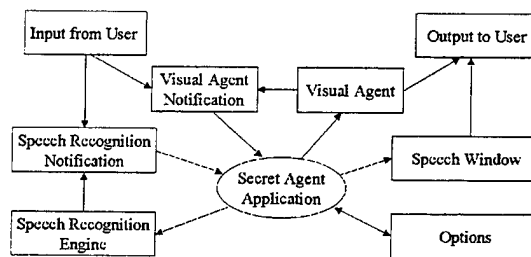 Input from User
Output to User
Visual Agent
Notification
Visual Agent
Speech Recognition
Notification
Secret Agent
Application
Speech Window
Speech Recognition
Engine
Options